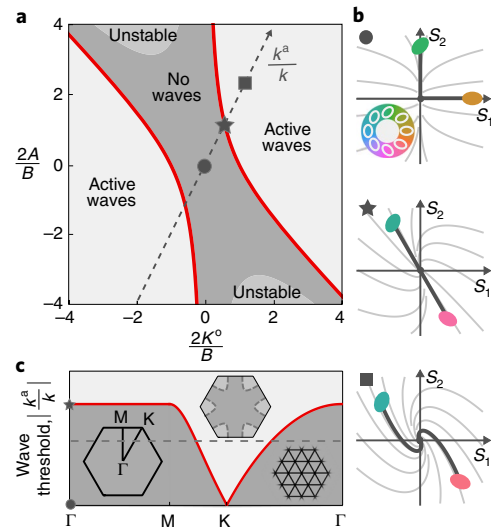 a
4
2
0
−2
−4
2A
B
Unstable
No
waves
k^a
k
Active
waves
Active
waves
Unstable
−4
−2
0
2
4
2K^o
B
b
S_2
S_1
S_2
S_1
S_2
S_1
c
Wave
threshold, |k^a/k|
M
K
Γ
Γ
M
K
Γ